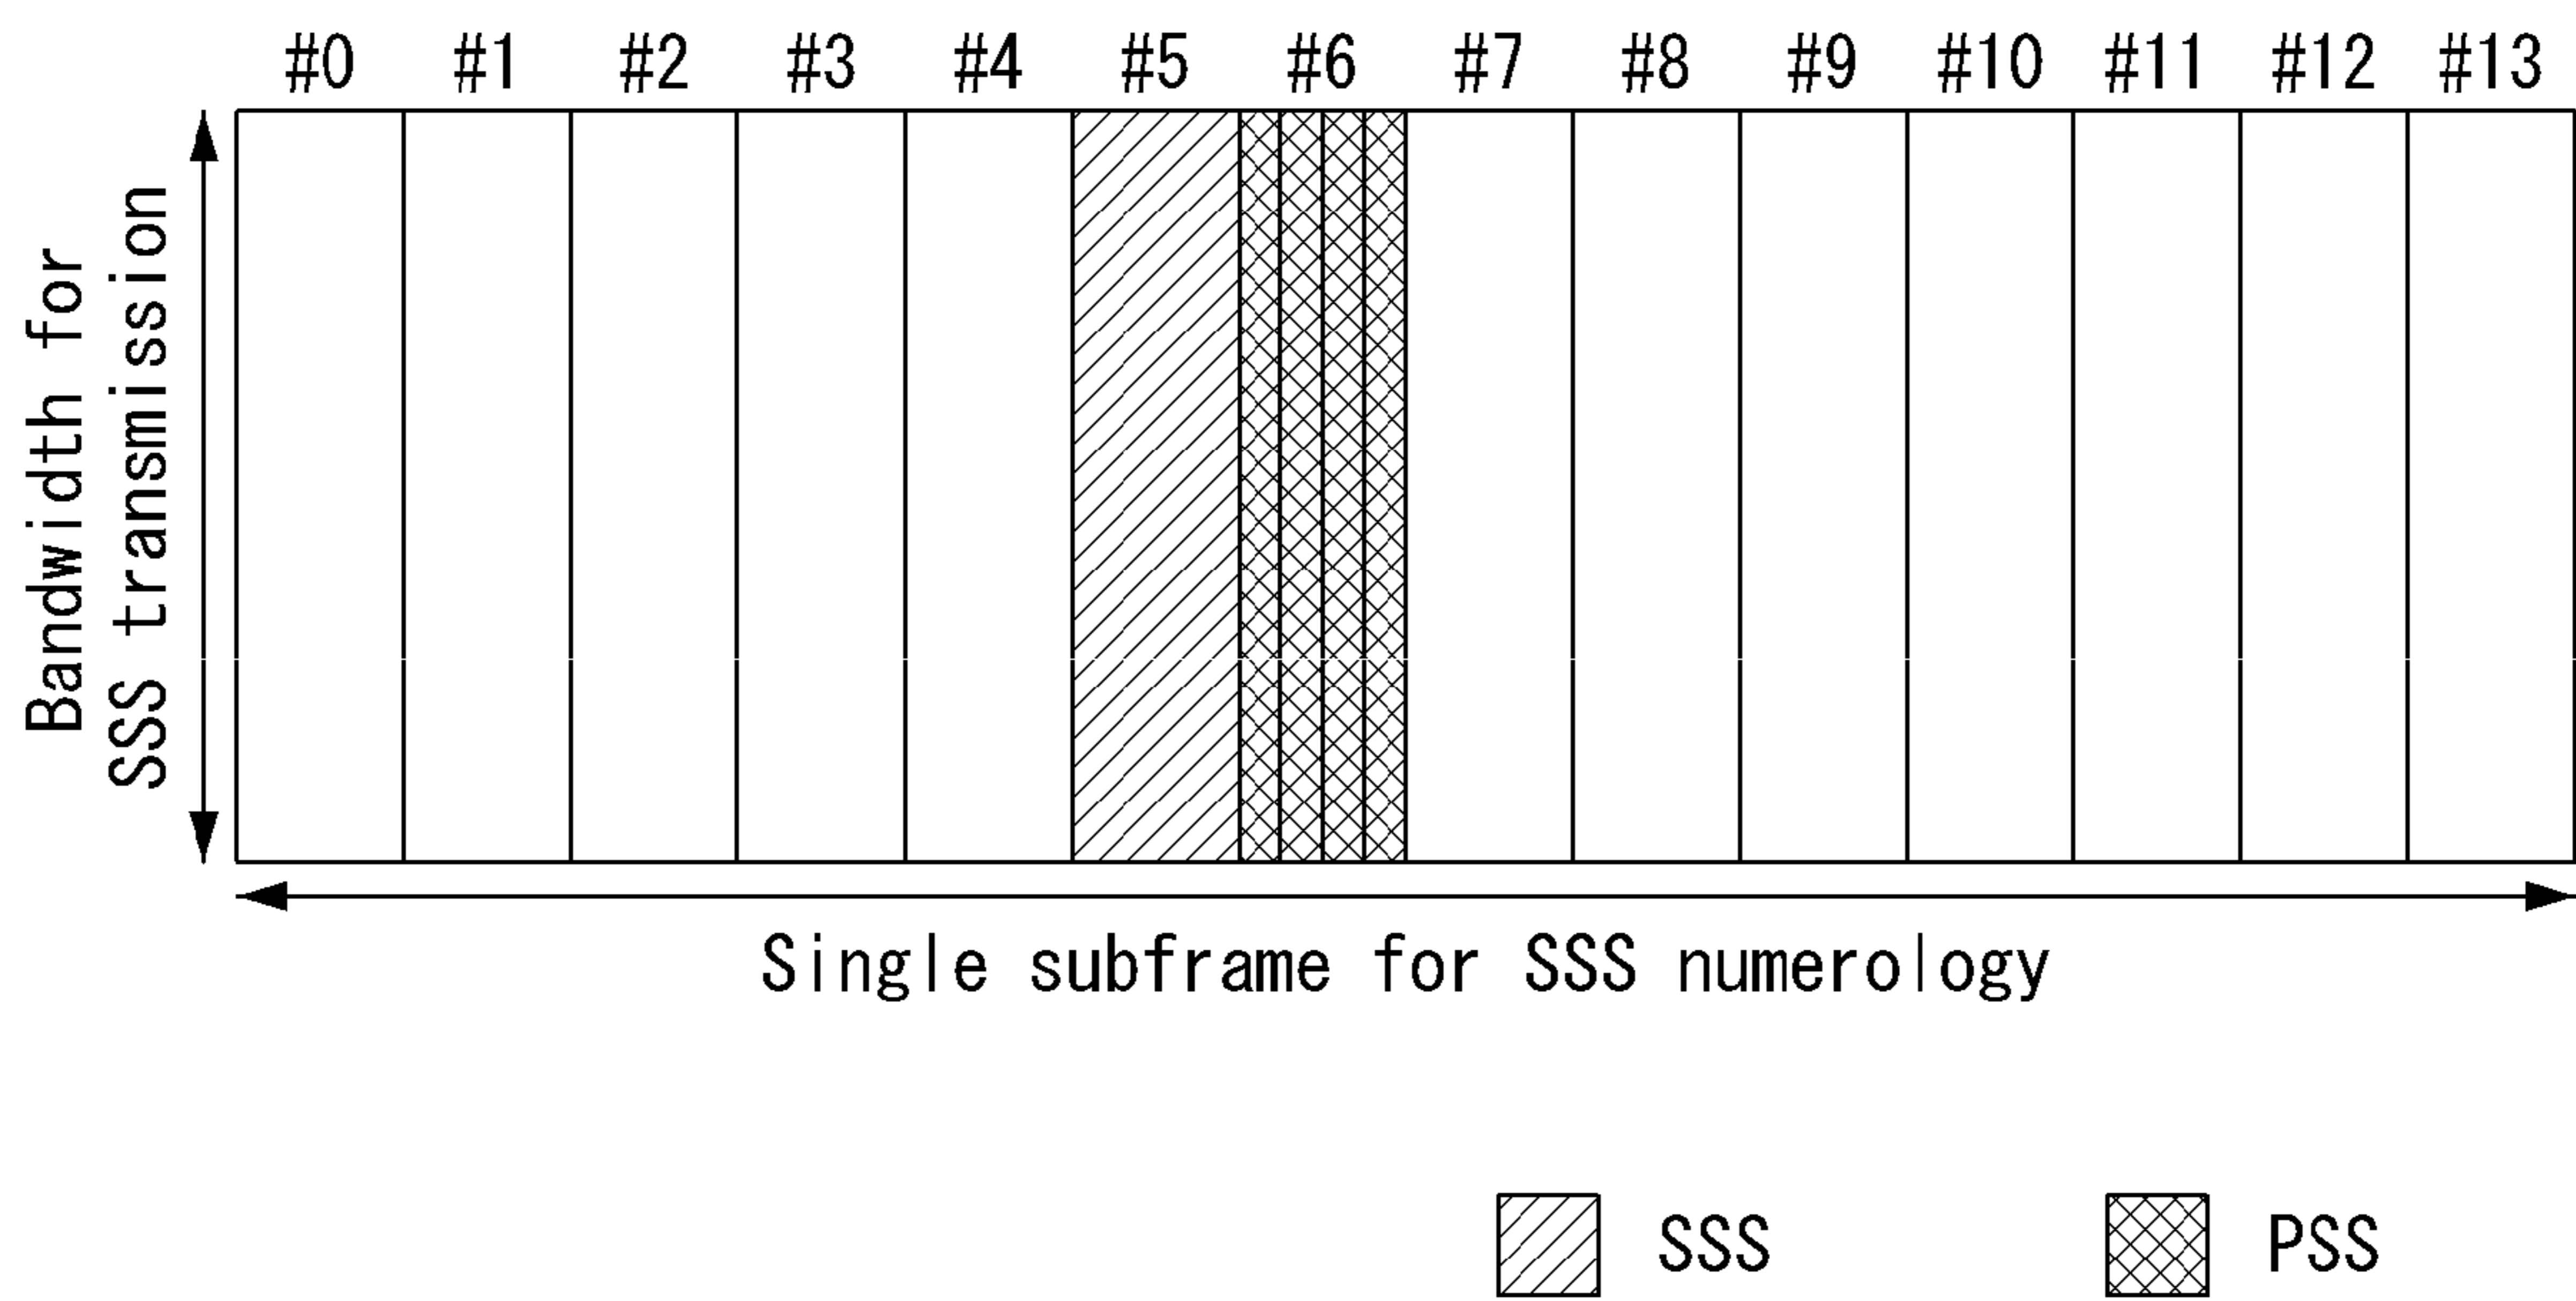 #0 #1 #2 #3 #4 #5 #6 #7 #8 #9 #10 #11 #12 #13
Bandwidth for
SSS transmission
Single subframe for SSS numerology
SSS PSS